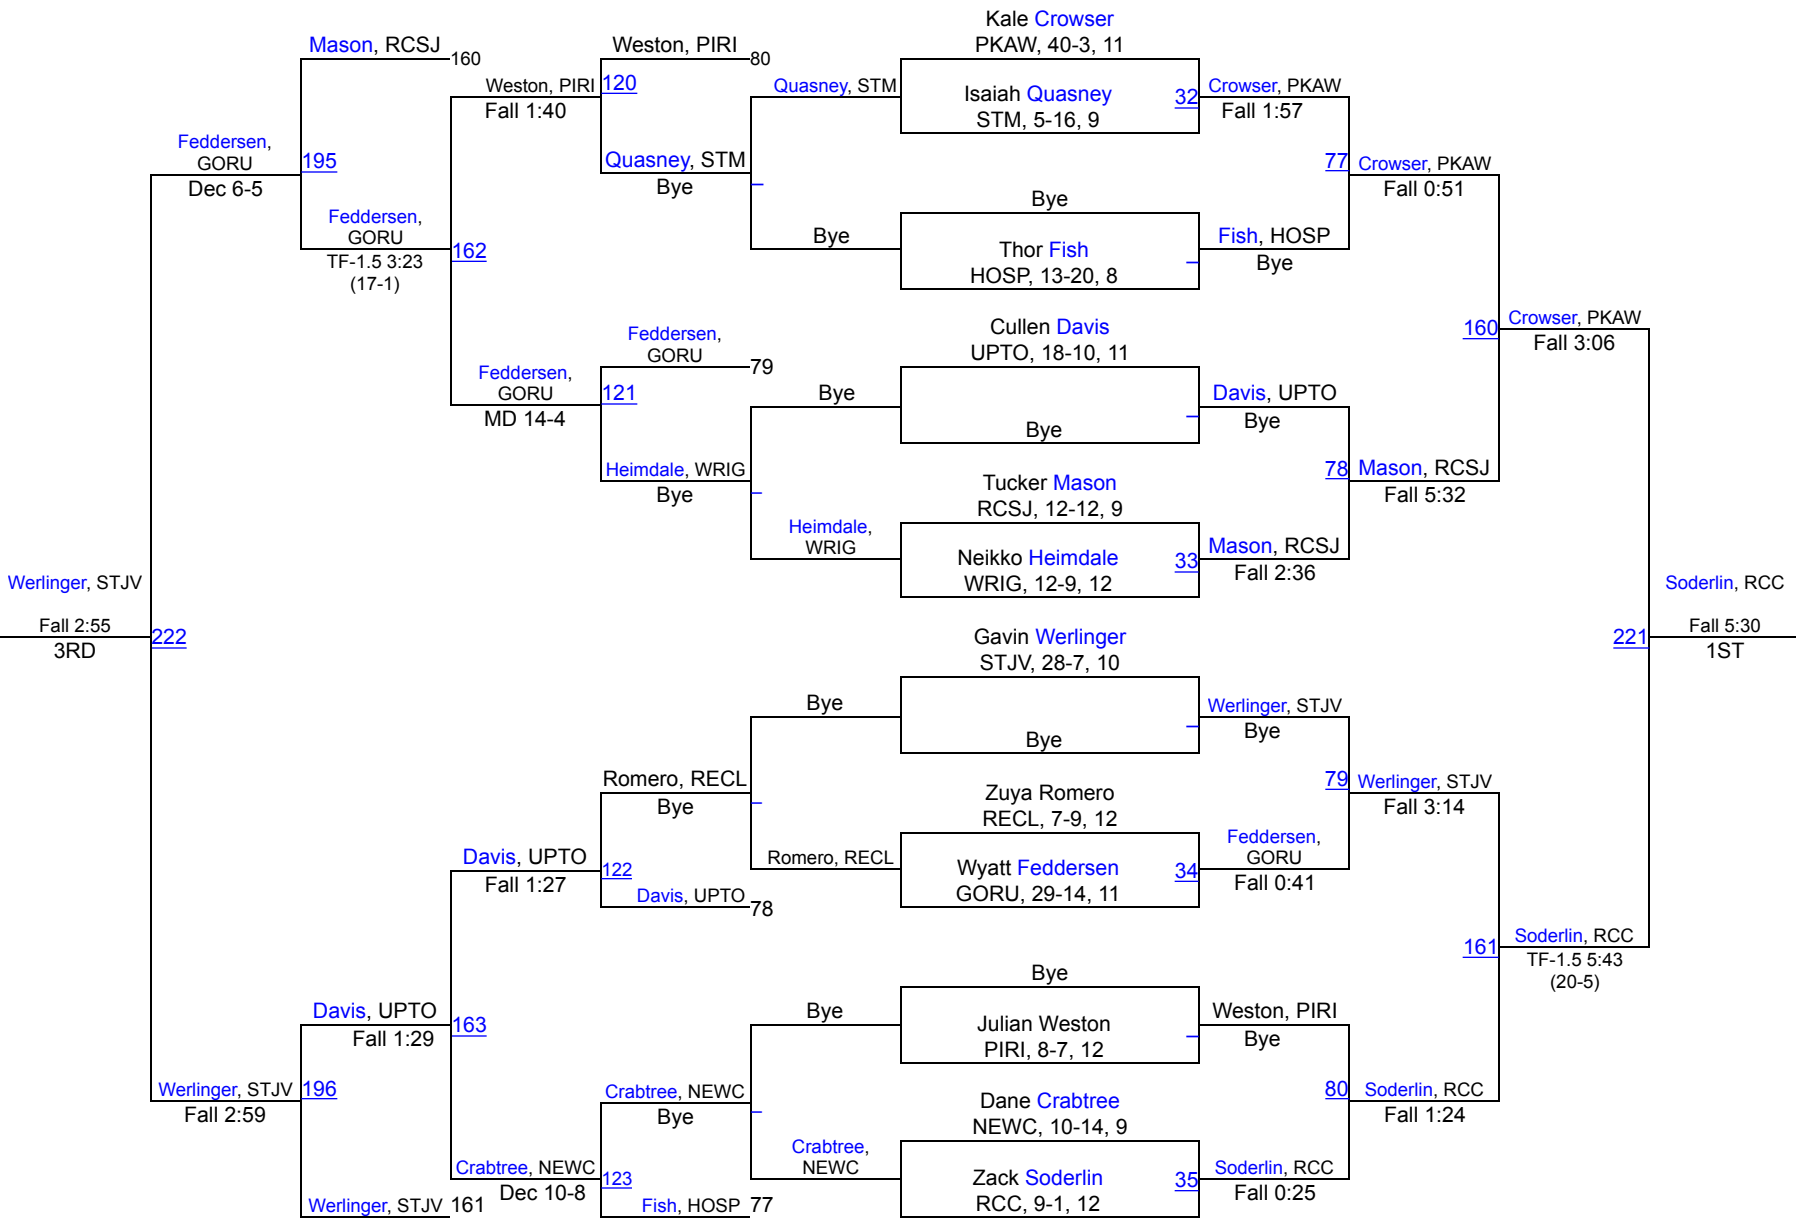 Kale Crowser
PKAW, 40-3, 11
Mason, RCSJ
160
Weston, PIRI
80
Weston, PIRI
120
Fall 1:40
Quasney, STM
Isaiah Quasney
STM, 5-16, 9
32
Crowser, PKAW
Fall 1:57
Feddersen,
GORU
195
Dec 6-5
Quasney, STM
Bye
77
Crowser, PKAW
Fall 0:51
Bye
Feddersen,
GORU
TF-1.5 3:23
(17-1)
162
Bye
Thor Fish
HOSP, 13-20, 8
Fish, HOSP
Bye
Cullen Davis
UPTO, 18-10, 11
160
Crowser, PKAW
Fall 3:06
Feddersen,
GORU
79
Feddersen,
GORU
121
MD 14-4
Bye
Bye
Davis, UPTO
Bye
Heimdale, WRIG
Bye
Tucker Mason
RCSJ, 12-12, 9
78
Mason, RCSJ
Fall 5:32
Heimdale,
WRIG
Neikko Heimdale
WRIG, 12-9, 12
33
Mason, RCSJ
Fall 2:36
Werlinger, STJV
Fall 2:55
222
3RD
Soderlin, RCC
Fall 5:30
221
1ST
Gavin Werlinger
STJV, 28-7, 10
Bye
Bye
Werlinger, STJV
Bye
Romero, RECL
Bye
Zuya Romero
RECL, 7-9, 12
79
Werlinger, STJV
Fall 3:14
Davis, UPTO
122
Fall 1:27
Davis, UPTO
78
Romero, RECL
Wyatt Feddersen
GORU, 29-14, 11
34
Feddersen,
GORU
Fall 0:41
161
Soderlin, RCC
TF-1.5 5:43
(20-5)
Bye
Davis, UPTO
Fall 1:29
163
Bye
Julian Weston
PIRI, 8-7, 12
Weston, PIRI
Bye
Werlinger, STJV
196
Fall 2:59
Crabtree, NEWC
Bye
Dane Crabtree
NEWC, 10-14, 9
80
Soderlin, RCC
Fall 1:24
Crabtree, NEWC
123
Dec 10-8
Crabtree,
NEWC
Zack Soderlin
RCC, 9-1, 12
35
Soderlin, RCC
Fall 0:25
Werlinger, STJV
161
Fish, HOSP
77